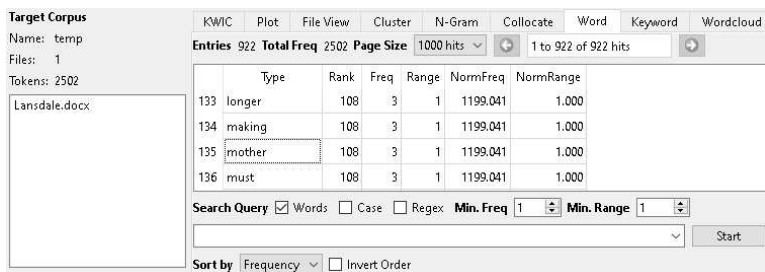 Target Corpus
Name: temp
Files: 1
Tokens: 2502
Lansdale.docx
KWIC Plot File View Cluster N-Gram Collocate Word Keyword Wordcloud
Entries 922 Total Freq 2502 Page Size 1000 hits 1 to 922 of 922 hits
Type Rank Freq Range NormFreq NormRange
133 longer 108 3 1 1199.041 1.000
134 making 108 3 1 1199.041 1.000
135 mother 108 3 1 1199.041 1.000
136 must 108 3 1 1199.041 1.000
Search Query Words Case Regex Min. Freq 1 Min. Range 1
Start
Sort by Frequency Invert Order